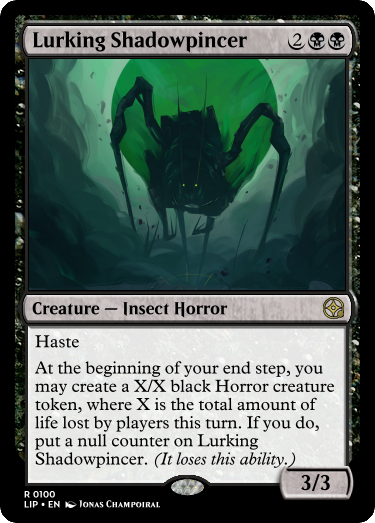 Lurking Shadowpincer 2
Creature — Insect Horror
Haste
At the beginning of your end step, you
may create a X/X black Horror creature
token, where X is the total amount of
life lost by players this turn. If you do,
put a null counter on Lurking
Shadowpincer. (It loses this ability.)
3/3
R 0100
LIP • EN Jonas Champoiral